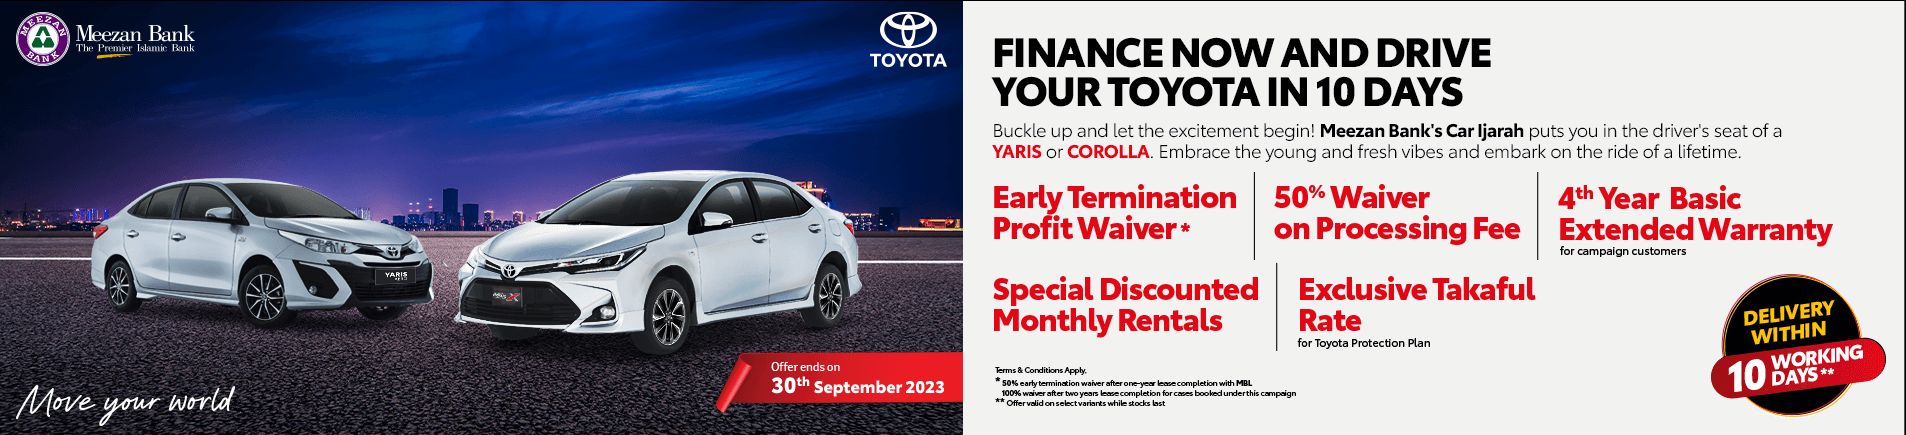 MEEZAN BANK
Meezan Bank
The Premier Islamic Bank
TOYOTA
YARIS
X
Offer ends on
30th September 2023
Move your world
FINANCE NOW AND DRIVE
YOUR TOYOTA IN 10 DAYS
Buckle up and let the excitement begin! Meezan Bank's Car Ijarah puts you in the driver's seat of a
YARIS or COROLLA. Embrace the young and fresh vibes and embark on the ride of a lifetime.
Early Termination
Profit Waiver *
50% Waiver
on Processing Fee
4th Year Basic
Extended Warranty
for campaign customers
Special Discounted
Monthly Rentals
Exclusive Takaful
Rate
for Toyota Protection Plan
DELIVERY
WITHIN
10 WORKING
DAYS**
Terms & Conditions Apply.
* 50% early termination waiver after one-year lease completion with MBL
100% waiver after two years lease completion for cases booked under this campaign
** Offer valid on select variants while stocks last